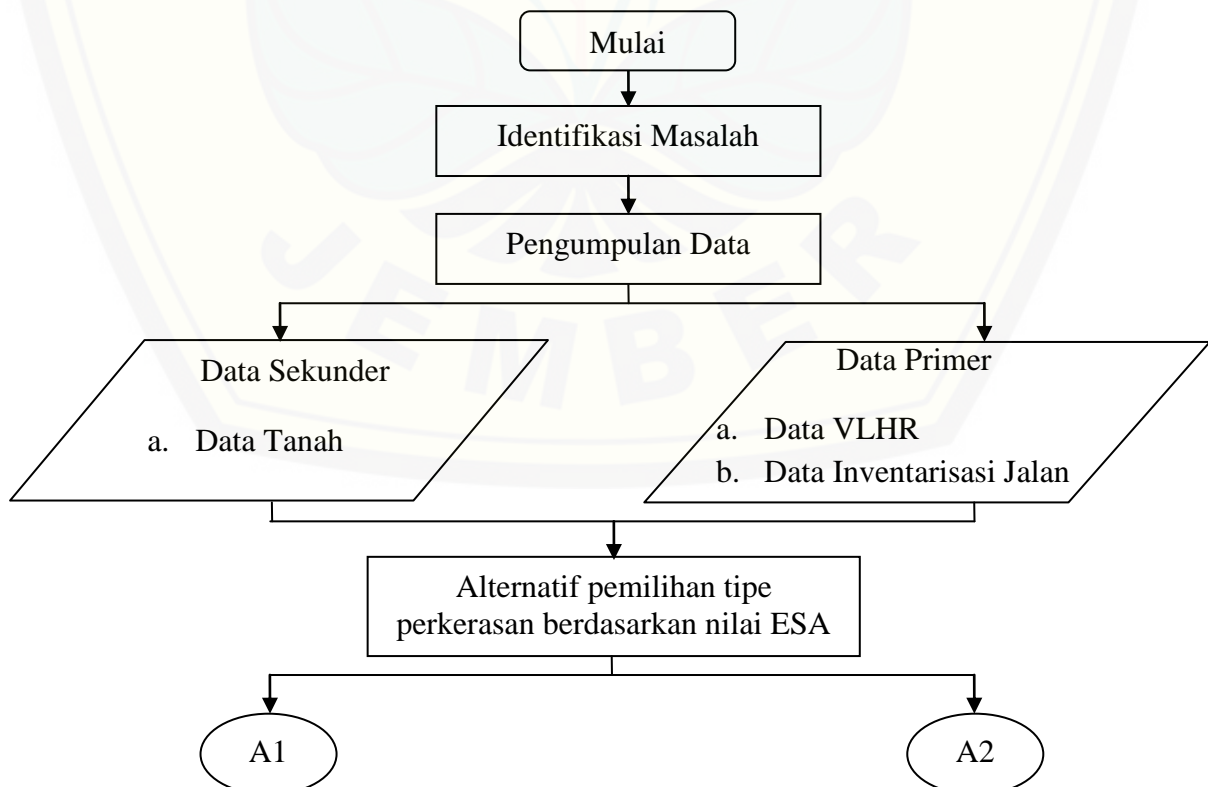 Mulai
Identifikasi Masalah
Pengumpulan Data
Data Sekunder
a. Data Tanah
Data Primer
a. Data VLHR
b. Data Inventarisasi Jalan
JEMBER
Alternatif pemilihan tipe
perkerasan berdasarkan nilai ESA
A1
A2